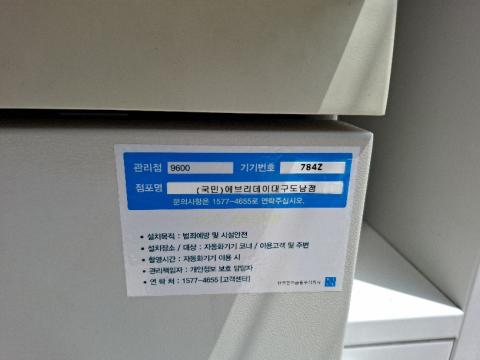 관리점 9600 기기번호 784Z
점포명 (국민)에브리데이대구도남점
문의사항은 1577-4655로 연락주십시오.
• 설치목적 : 범죄예방 및 시설안전
• 설치장소 / 대상 : 자동화기기 코너 / 이용고객 및 주변
• 촬영시간 : 자동화기기 이용 시
• 관리책임자 : 개인정보 보호 담당자
• 연 락 처 : 1577-4655 [고객센터]